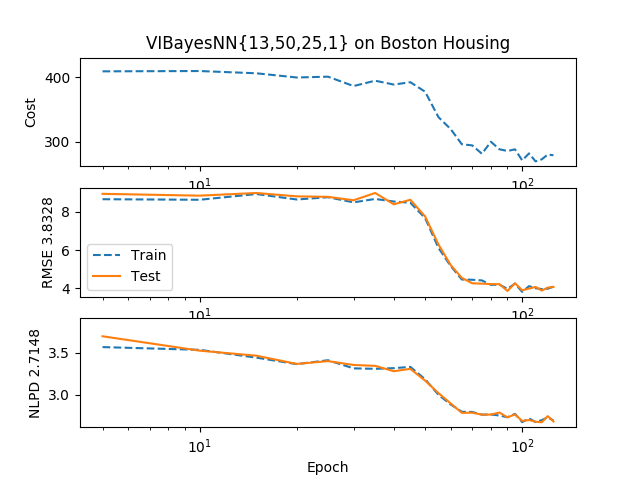 VIBayesNN{13,50,25,1} on Boston Housing
Cost
400
300
10¹ 10²
RMSE 3.8328
8
6
4
Train
Test
10¹ 10²
NLPD 2.7148
3.5
3.0
10¹ 10²
Epoch